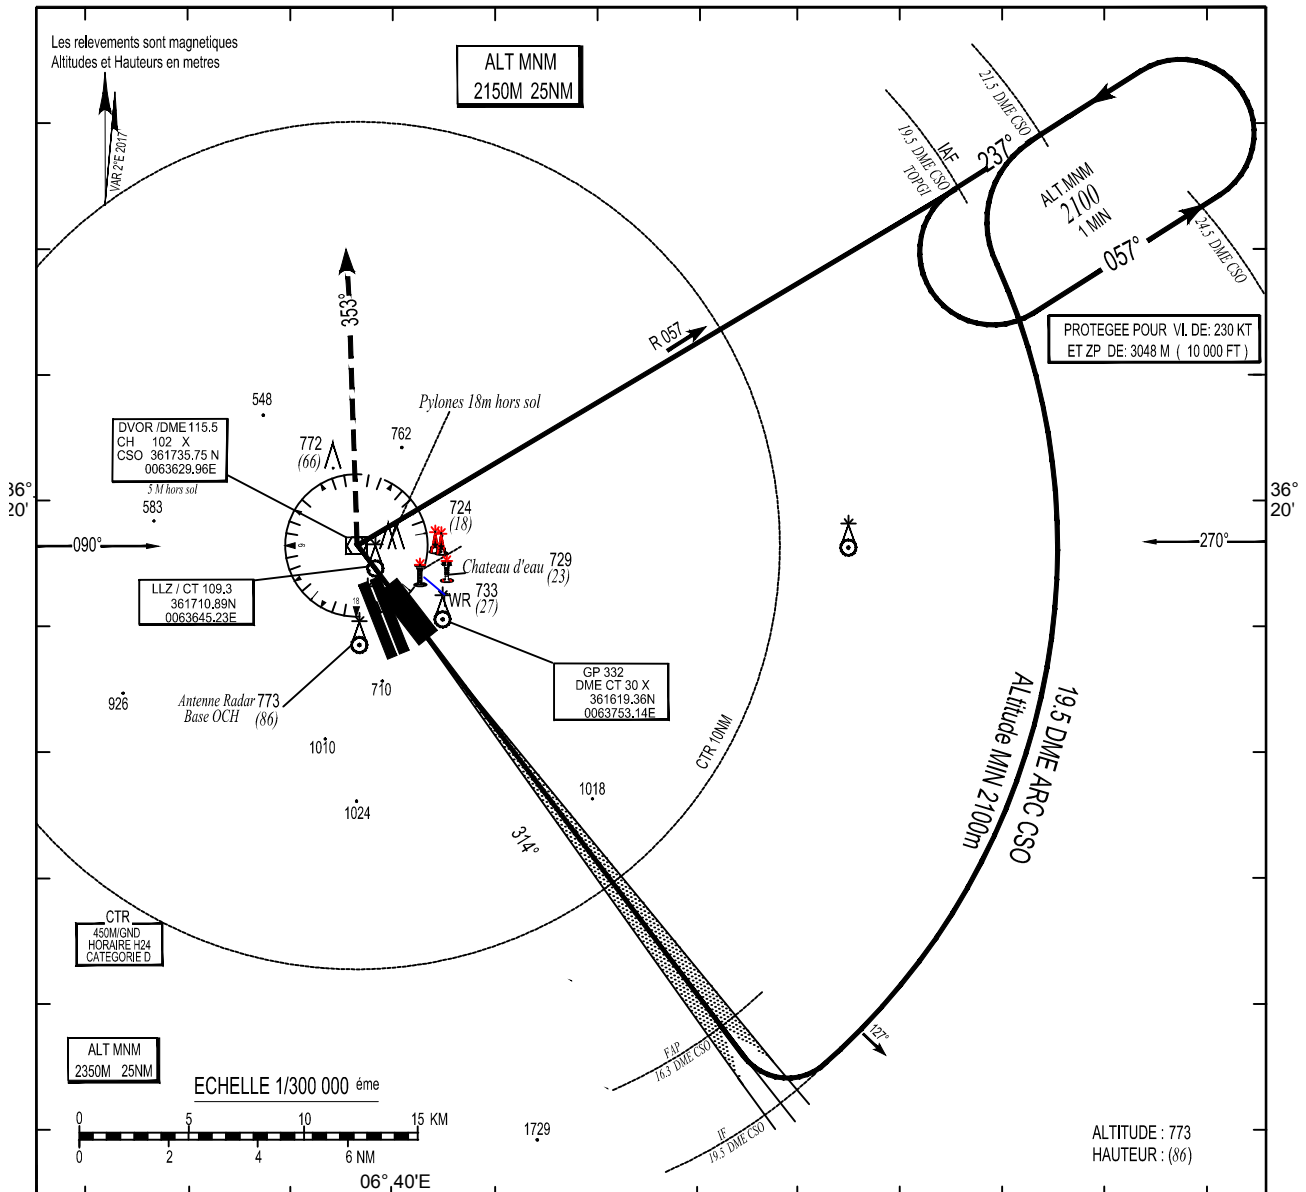 Les relevements sont magnetiques
Altitudes et Hauteurs en metres
VAR 2°E 2017
ALT MNM
2150M 25NM
21.5 DME CSO
IAF
19.5 DME CSO
TOPGI
237°
ALT.MNM
2100
1 MIN
057°
24.5 DME CSO
PROTEGEE POUR VI. DE: 230 KT
ET ZP DE: 3048 M ( 10 000 FT )
353°
R 057
548
Pylones 18m hors sol
DVOR /DME 115.5
CH 102 X
CSO 361735.75 N
0063629.96E
5 M hors sol
583
772
(66)
762
36°
20'
36°
20'
724
(18)
090°
270°
Chateau d'eau 729
(23)
LLZ / CT 109.3
361710.89N
0063645.23E
18
WR 733
(27)
GP 332
DME CT 30 X
361619.36N
0063753.14E
710
926
Antenne Radar 773
Base OCH (86)
1010
1024
1018
CTR 10NM
314°
19.5 DME ARC CSO
ALtitude MIN 2100m
CTR
450M/GND
HORAIRE H24
CATEGORIE D
127°
FAP
16.3 DME CSO
IF
19.5 DME CSO
ALT MNM
2350M 25NM
ECHELLE 1/300 000 éme
0 5 10 15 KM
0 2 4 6 NM
1729
06° 40'E
ALTITUDE : 773
HAUTEUR : (86)